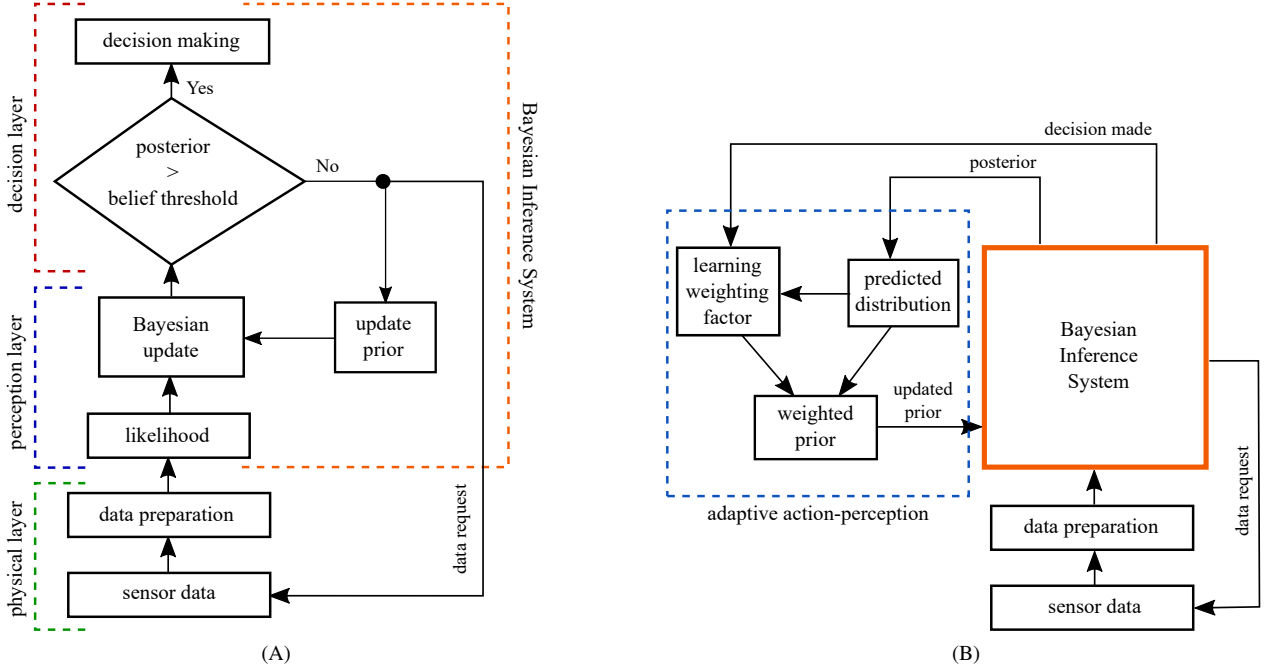 decision making
Yes
posterior
>
belief threshold
No
decision layer
Bayesian Inference System
Bayesian
update
update
prior
perception layer
likelihood
data preparation
sensor data
physical layer
data request
(A)
decision made
posterior
learning
weighting
factor
predicted
distribution
weighted
prior
updated
prior
adaptive action-perception
Bayesian
Inference
System
data request
data preparation
sensor data
(B)